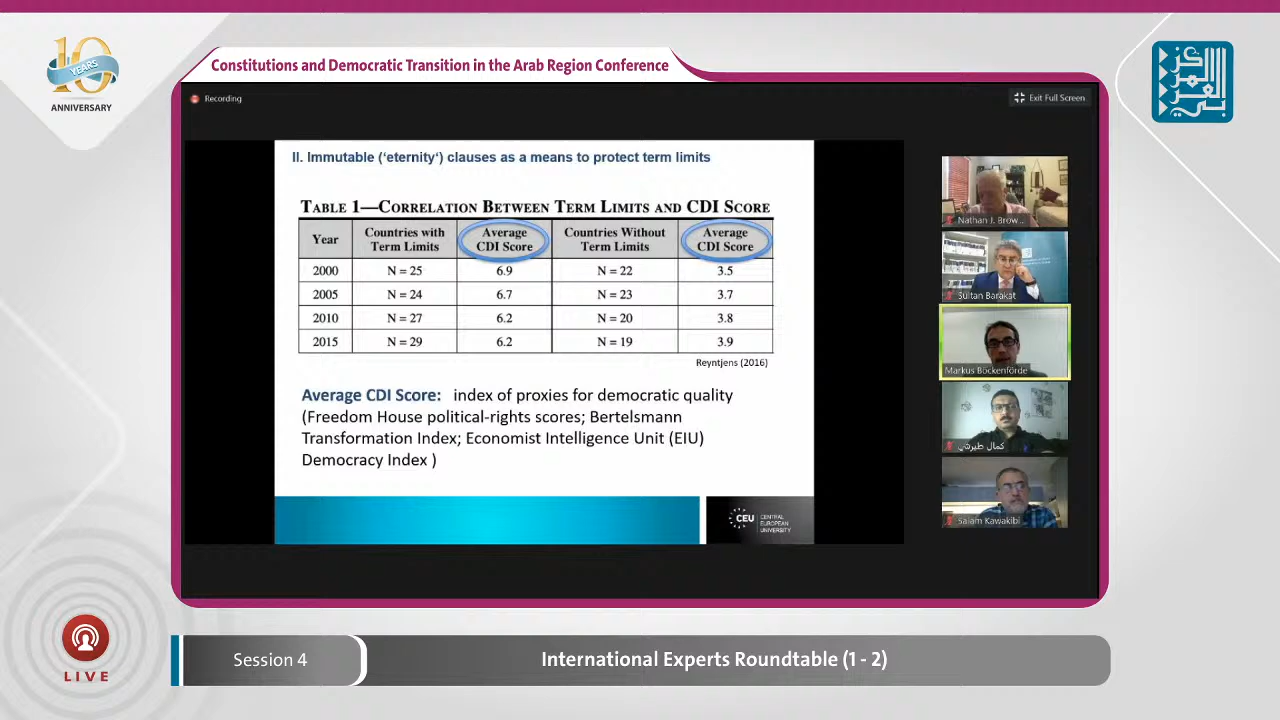 10
YEARS
ANNIVERSARY
Constitutions and Democratic Transition in the Arab Region Conference
المركز
العربي
Recording
Exit Full Screen
II. Immutable (‘eternity‘) clauses as a means to protect term limits
Table 1—Correlation Between Term Limits and CDI Score
Year Countries with Term Limits Average CDI Score Countries Without Term Limits Average CDI Score
2000 N = 25 6.9 N = 22 3.5
2005 N = 24 6.7 N = 23 3.7
2010 N = 27 6.2 N = 20 3.8
2015 N = 29 6.2 N = 19 3.9
Reyntjens (2016)
Average CDI Score: index of proxies for democratic quality
(Freedom House political-rights scores; Bertelsmann
Transformation Index; Economist Intelligence Unit (EIU)
Democracy Index )
CEU
CENTRAL
EUROPEAN
UNIVERSITY
Nathan J. Brow...
Sultan Barakat
Markus Böckenförde
كمال طيرشي
Salam Kawakibi
LIVE
Session 4
International Experts Roundtable (1 - 2)